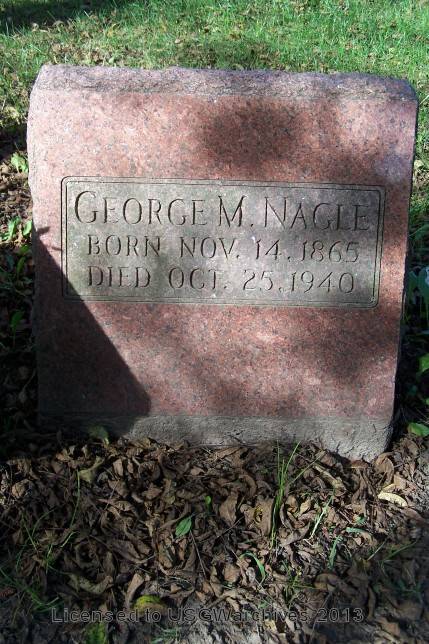 GEORGE M. NAGLE
BORN NOV. 14. 1865
DIED OCT. 25. 1940
Licensed to USGWarchives 2013